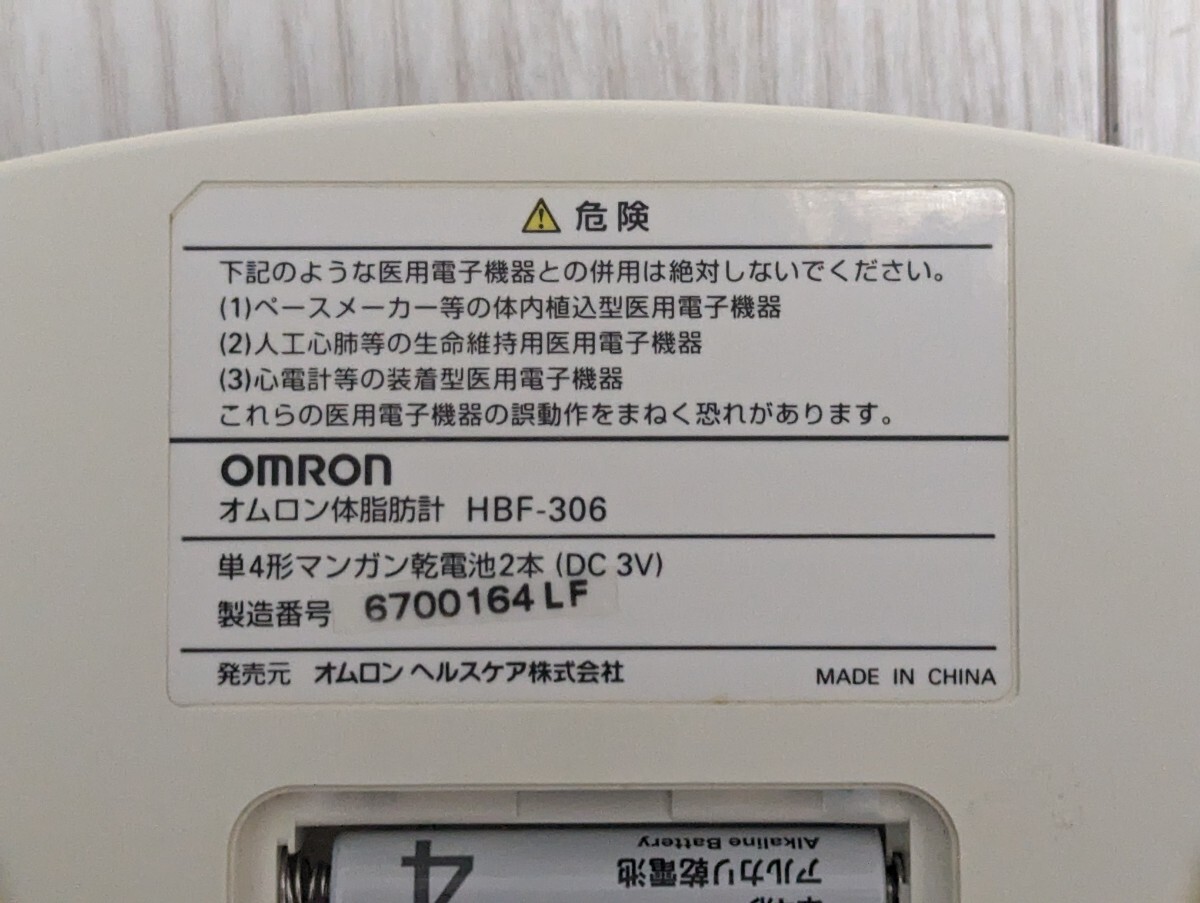 危険
下記のような医用電子機器との併用は絶対しないでください。
(1)ペースメーカー等の体内植込型医用電子機器
(2)人工心肺等の生命維持用医用電子機器
(3)心電計等の装着型医用電子機器
これらの医用電子機器の誤動作をまねく恐れがあります。
OMRON
オムロン体脂肪計 HBF-306
単4形マンガン乾電池2本 (DC 3V)
製造番号 6700164LF
発売元 オムロン ヘルスケア株式会社 MADE IN CHINA
Alkaline Battery
アルカリ乾電池
4